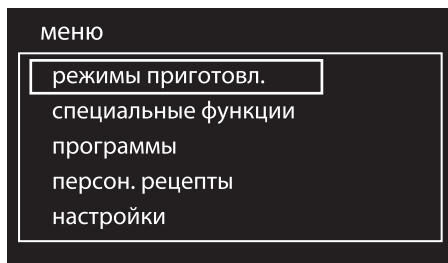 меню
режимы приготовл.
специальные функции
программы
персон. рецепты
настройки